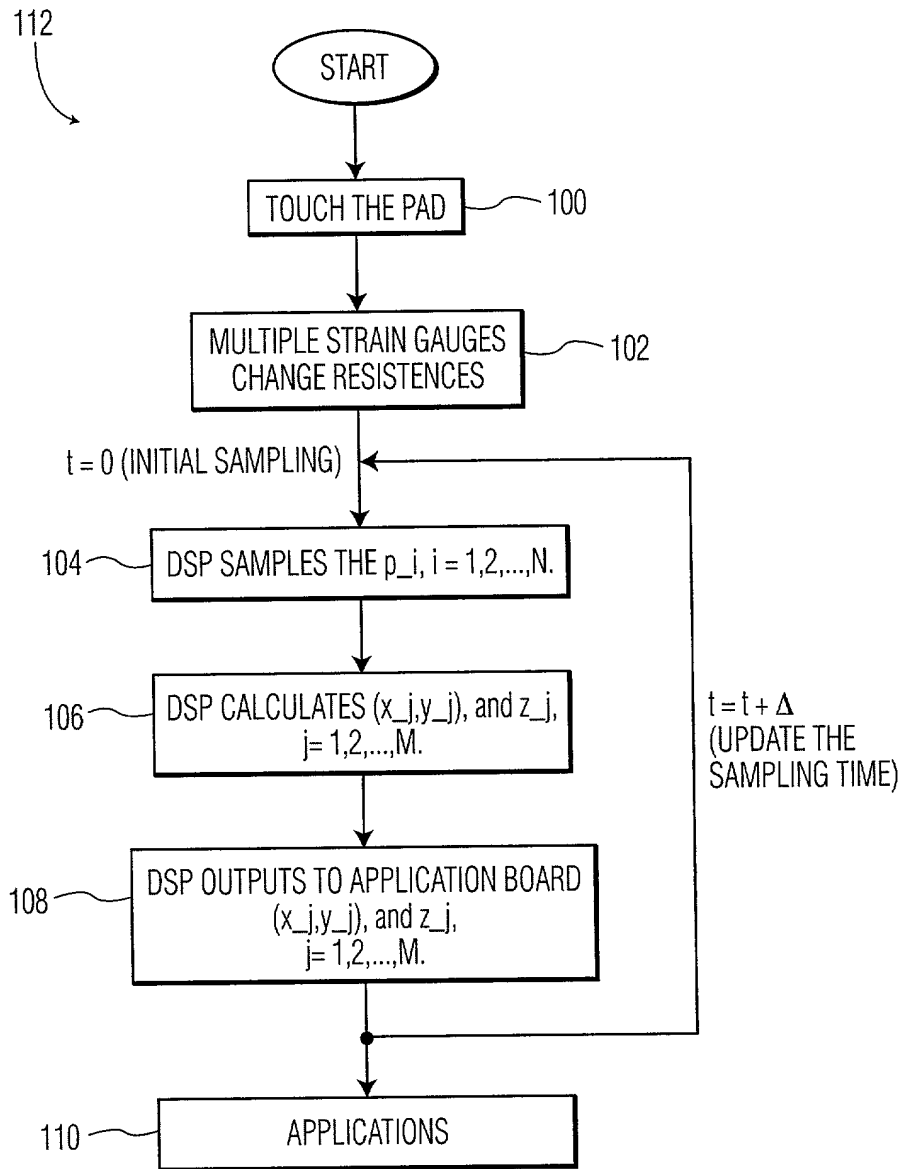 112
START
TOUCH THE PAD
100
MULTIPLE STRAIN GAUGES
CHANGE RESISTENCES
102
t = 0 (INITIAL SAMPLING)
104
DSP SAMPLES THE p_i, i = 1,2,...,N.
106
DSP CALCULATES (x_j,y_j), and z_j,
j= 1,2,...,M.
t = t + Δ
(UPDATE THE
SAMPLING TIME)
108
DSP OUTPUTS TO APPLICATION BOARD
(x_j,y_j), and z_j,
j= 1,2,...,M.
110
APPLICATIONS